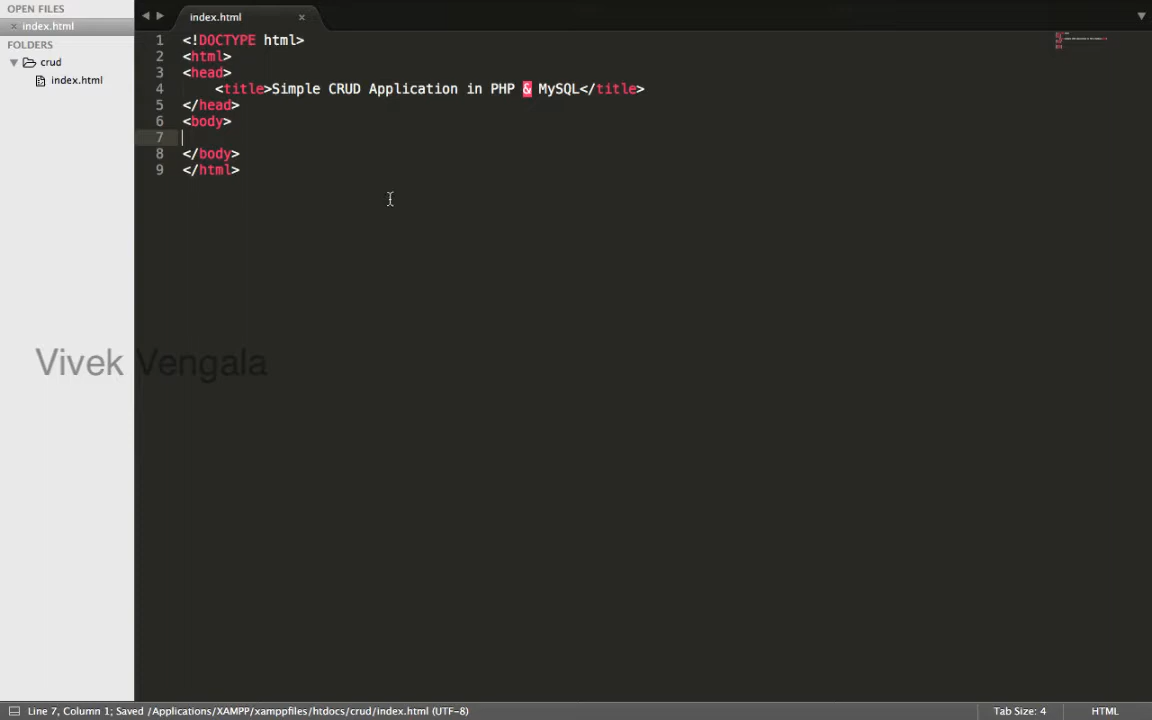 OPEN FILES
× index.html
FOLDERS
crud
index.html
index.html ×
1 <!DOCTYPE html>
2 <html>
3 <head>
4     <title>Simple CRUD Application in PHP & MySQL</title>
5 </head>
6 <body>
7
8 </body>
9 </html>
Vivek Vengala
Line 7, Column 1; Saved /Applications/XAMPP/xamppfiles/htdocs/crud/index.html (UTF-8)
Tab Size: 4
HTML